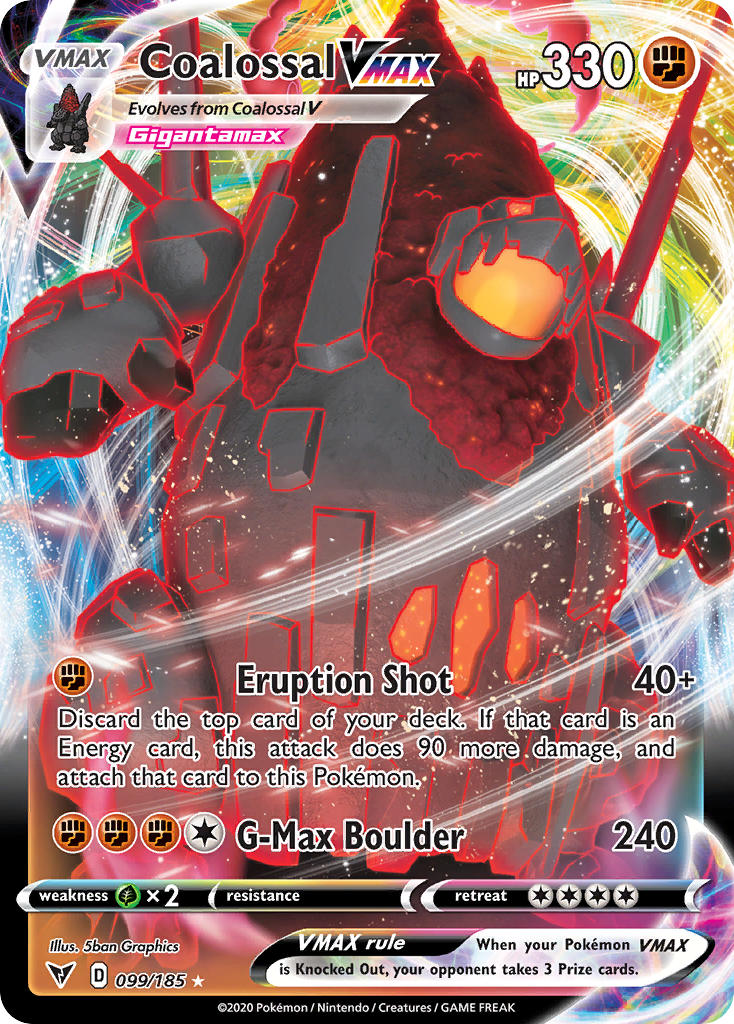 VMAX
Coalossal VMAX
HP 330
Evolves from Coalossal V
Gigantamax
Eruption Shot 40+
Discard the top card of your deck. If that card is an
Energy card, this attack does 90 more damage, and
attach that card to this Pokémon.
G-Max Boulder 240
weakness ×2 resistance retreat
Illus. 5ban Graphics
VMAX rule When your Pokémon VMAX
is Knocked Out, your opponent takes 3 Prize cards.
D 099/185
©2020 Pokémon / Nintendo / Creatures / GAME FREAK